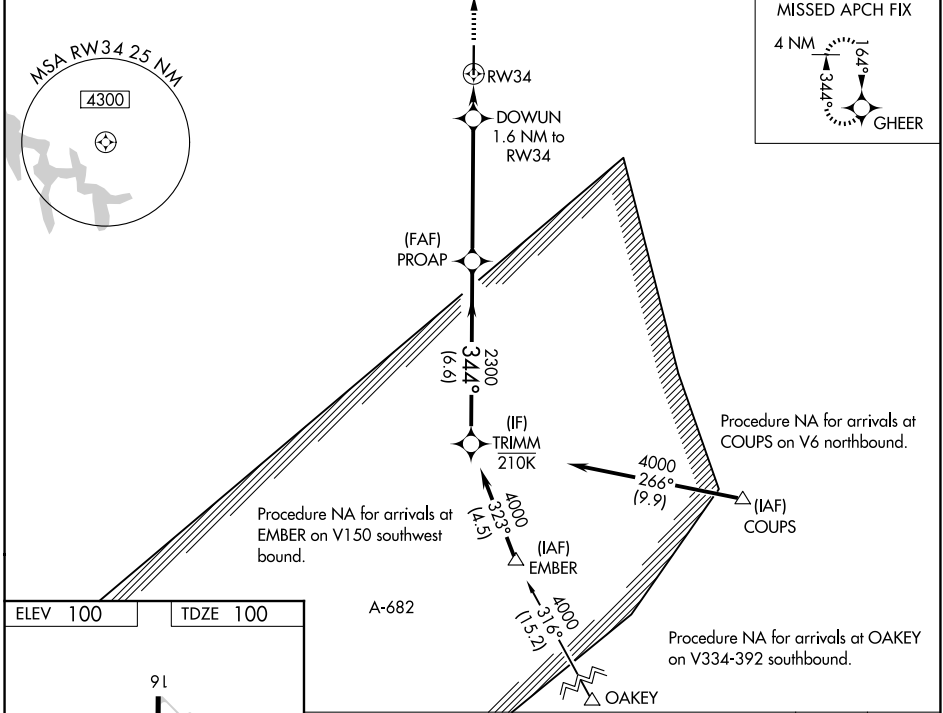 MISSED APCH FIX
4 NM
164°
344°
GHEER
MSA RW34 25 NM
4300
RW34
DOWUN
1.6 NM to
RW34
(FAF)
PROAP
2300
344°
(6.6)
(IF)
TRIMM
210K
4000
266°
(9.9)
Procedure NA for arrivals at
COUPS on V6 northbound.
(IAF)
COUPS
4000
323°
(4.5)
Procedure NA for arrivals at
EMBER on V150 southwest
bound.
(IAF)
EMBER
A-682
4000
316°
(15.2)
Procedure NA for arrivals at OAKEY
on V334-392 southbound.
OAKEY
ELEV 100
TDZE 100
16